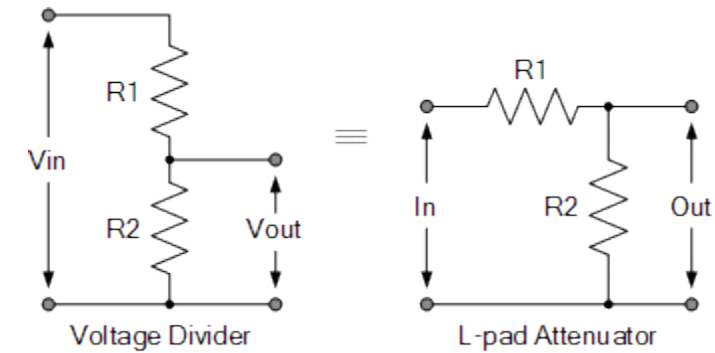 R1
Vin
R2
Vout
Voltage Divider
R1
In
R2
Out
L-pad Attenuator